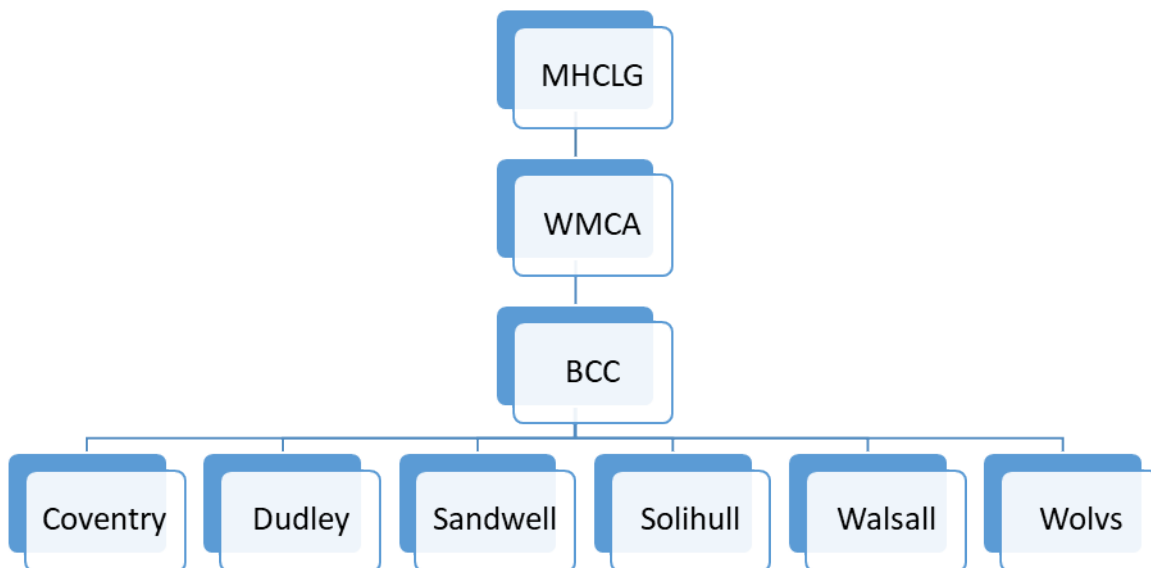 MHCLG
WMCA
BCC
Coventry
Dudley
Sandwell
Solihull
Walsall
Wolvs